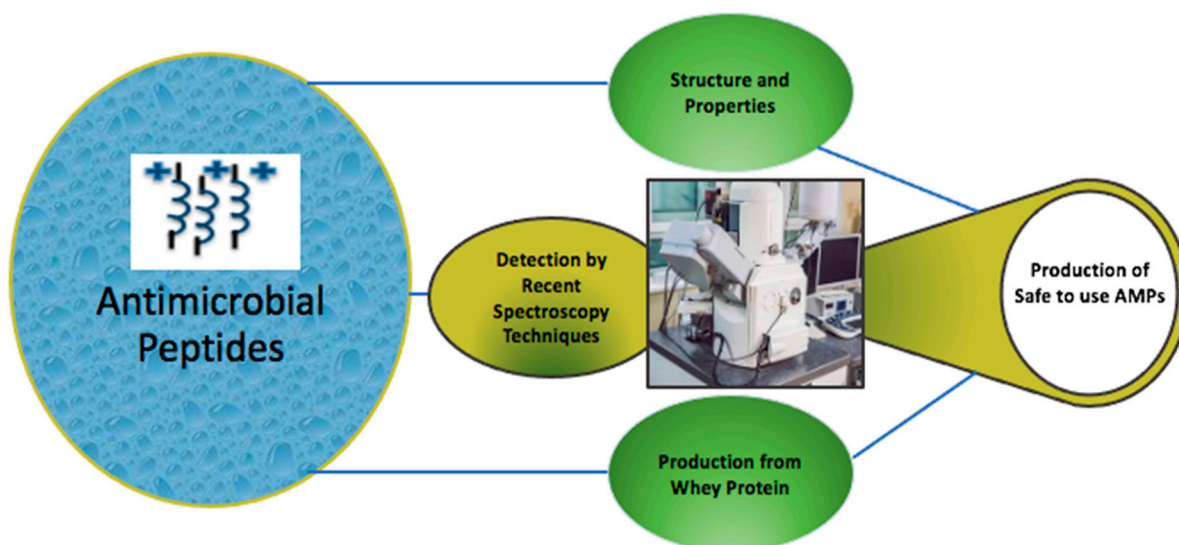 Structure and
Properties
Antimicrobial
Peptides
Detection by
Recent
Spectroscopy
Techniques
Production of
Safe to use AMPs
Production from
Whey Protein